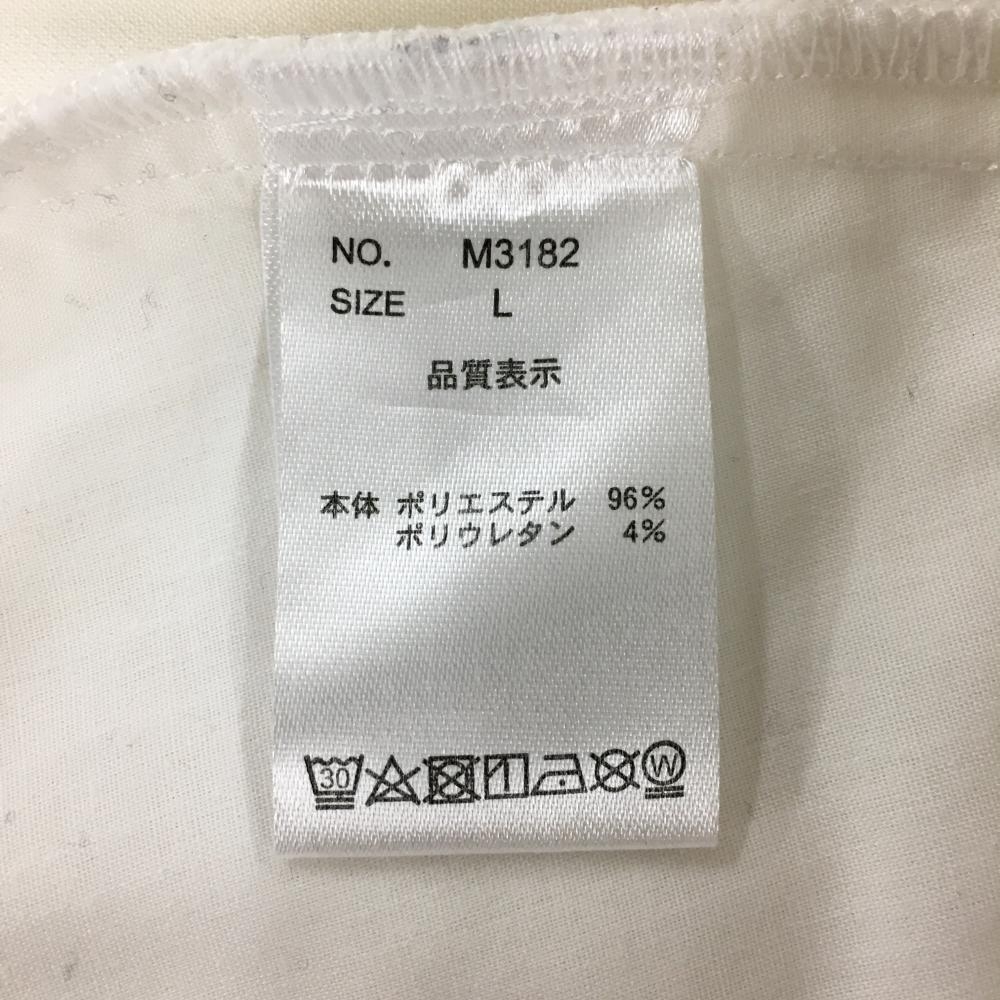 NO. M3182
SIZE L
品質表示
本体 ポリエステル 96%
ポリウレタン 4%
30 W